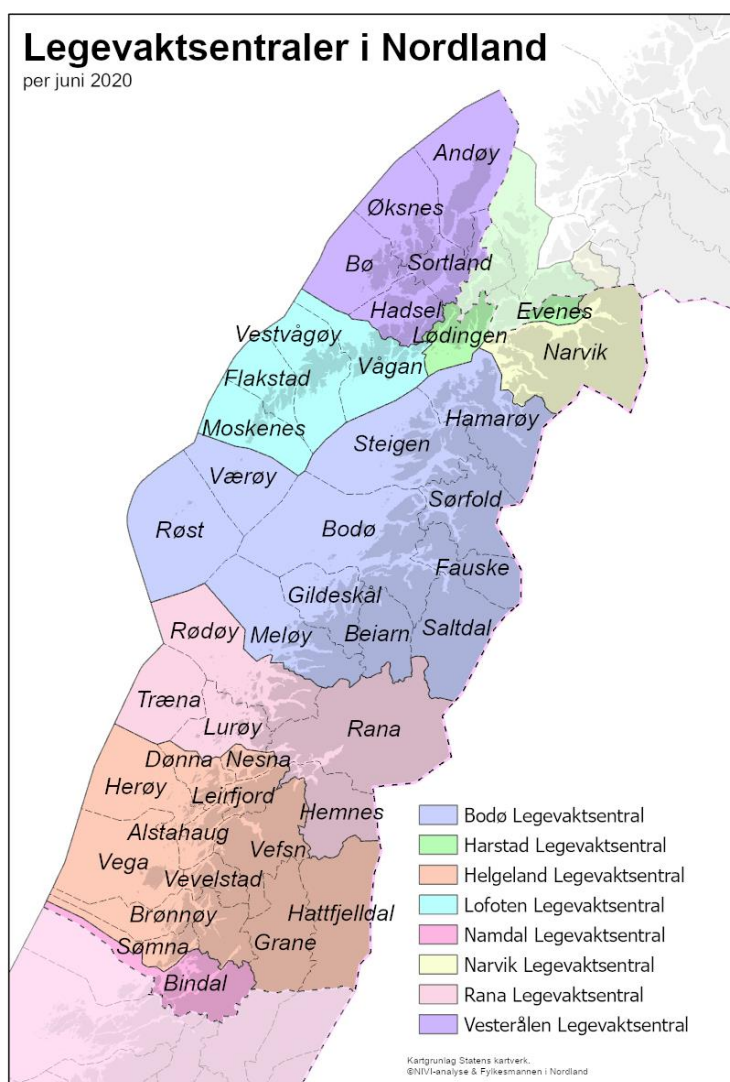 Legevaktsentraler i Nordland
per juni 2020
Andøy
Øksnes
Bø
Sortland
Hadsel
Evenes
Lødingen
Narvik
Vestvågøy
Vågan
Flakstad
Moskenes
Hamarøy
Steigen
Værøy
Sørfold
Røst
Bodø
Fauske
Gildeskål
Saltdal
Meløy
Beiarn
Rødøy
Træna
Lurøy
Rana
Dønna
Nesna
Herøy
Leirfjord
Hemnes
Alstahaug
Vefsn
Vega
Vevelstad
Brønnøy
Hattfjelldal
Sømna
Grane
Bindal
Bodø Legevaktsentral
Harstad Legevaktsentral
Helgeland Legevaktsentral
Lofoten Legevaktsentral
Namdal Legevaktsentral
Narvik Legevaktsentral
Rana Legevaktsentral
Vesterålen Legevaktsentral
Kartgrunlag Statens kartverk.
©NIVI-analyse & Fylkesmannen i Nordland